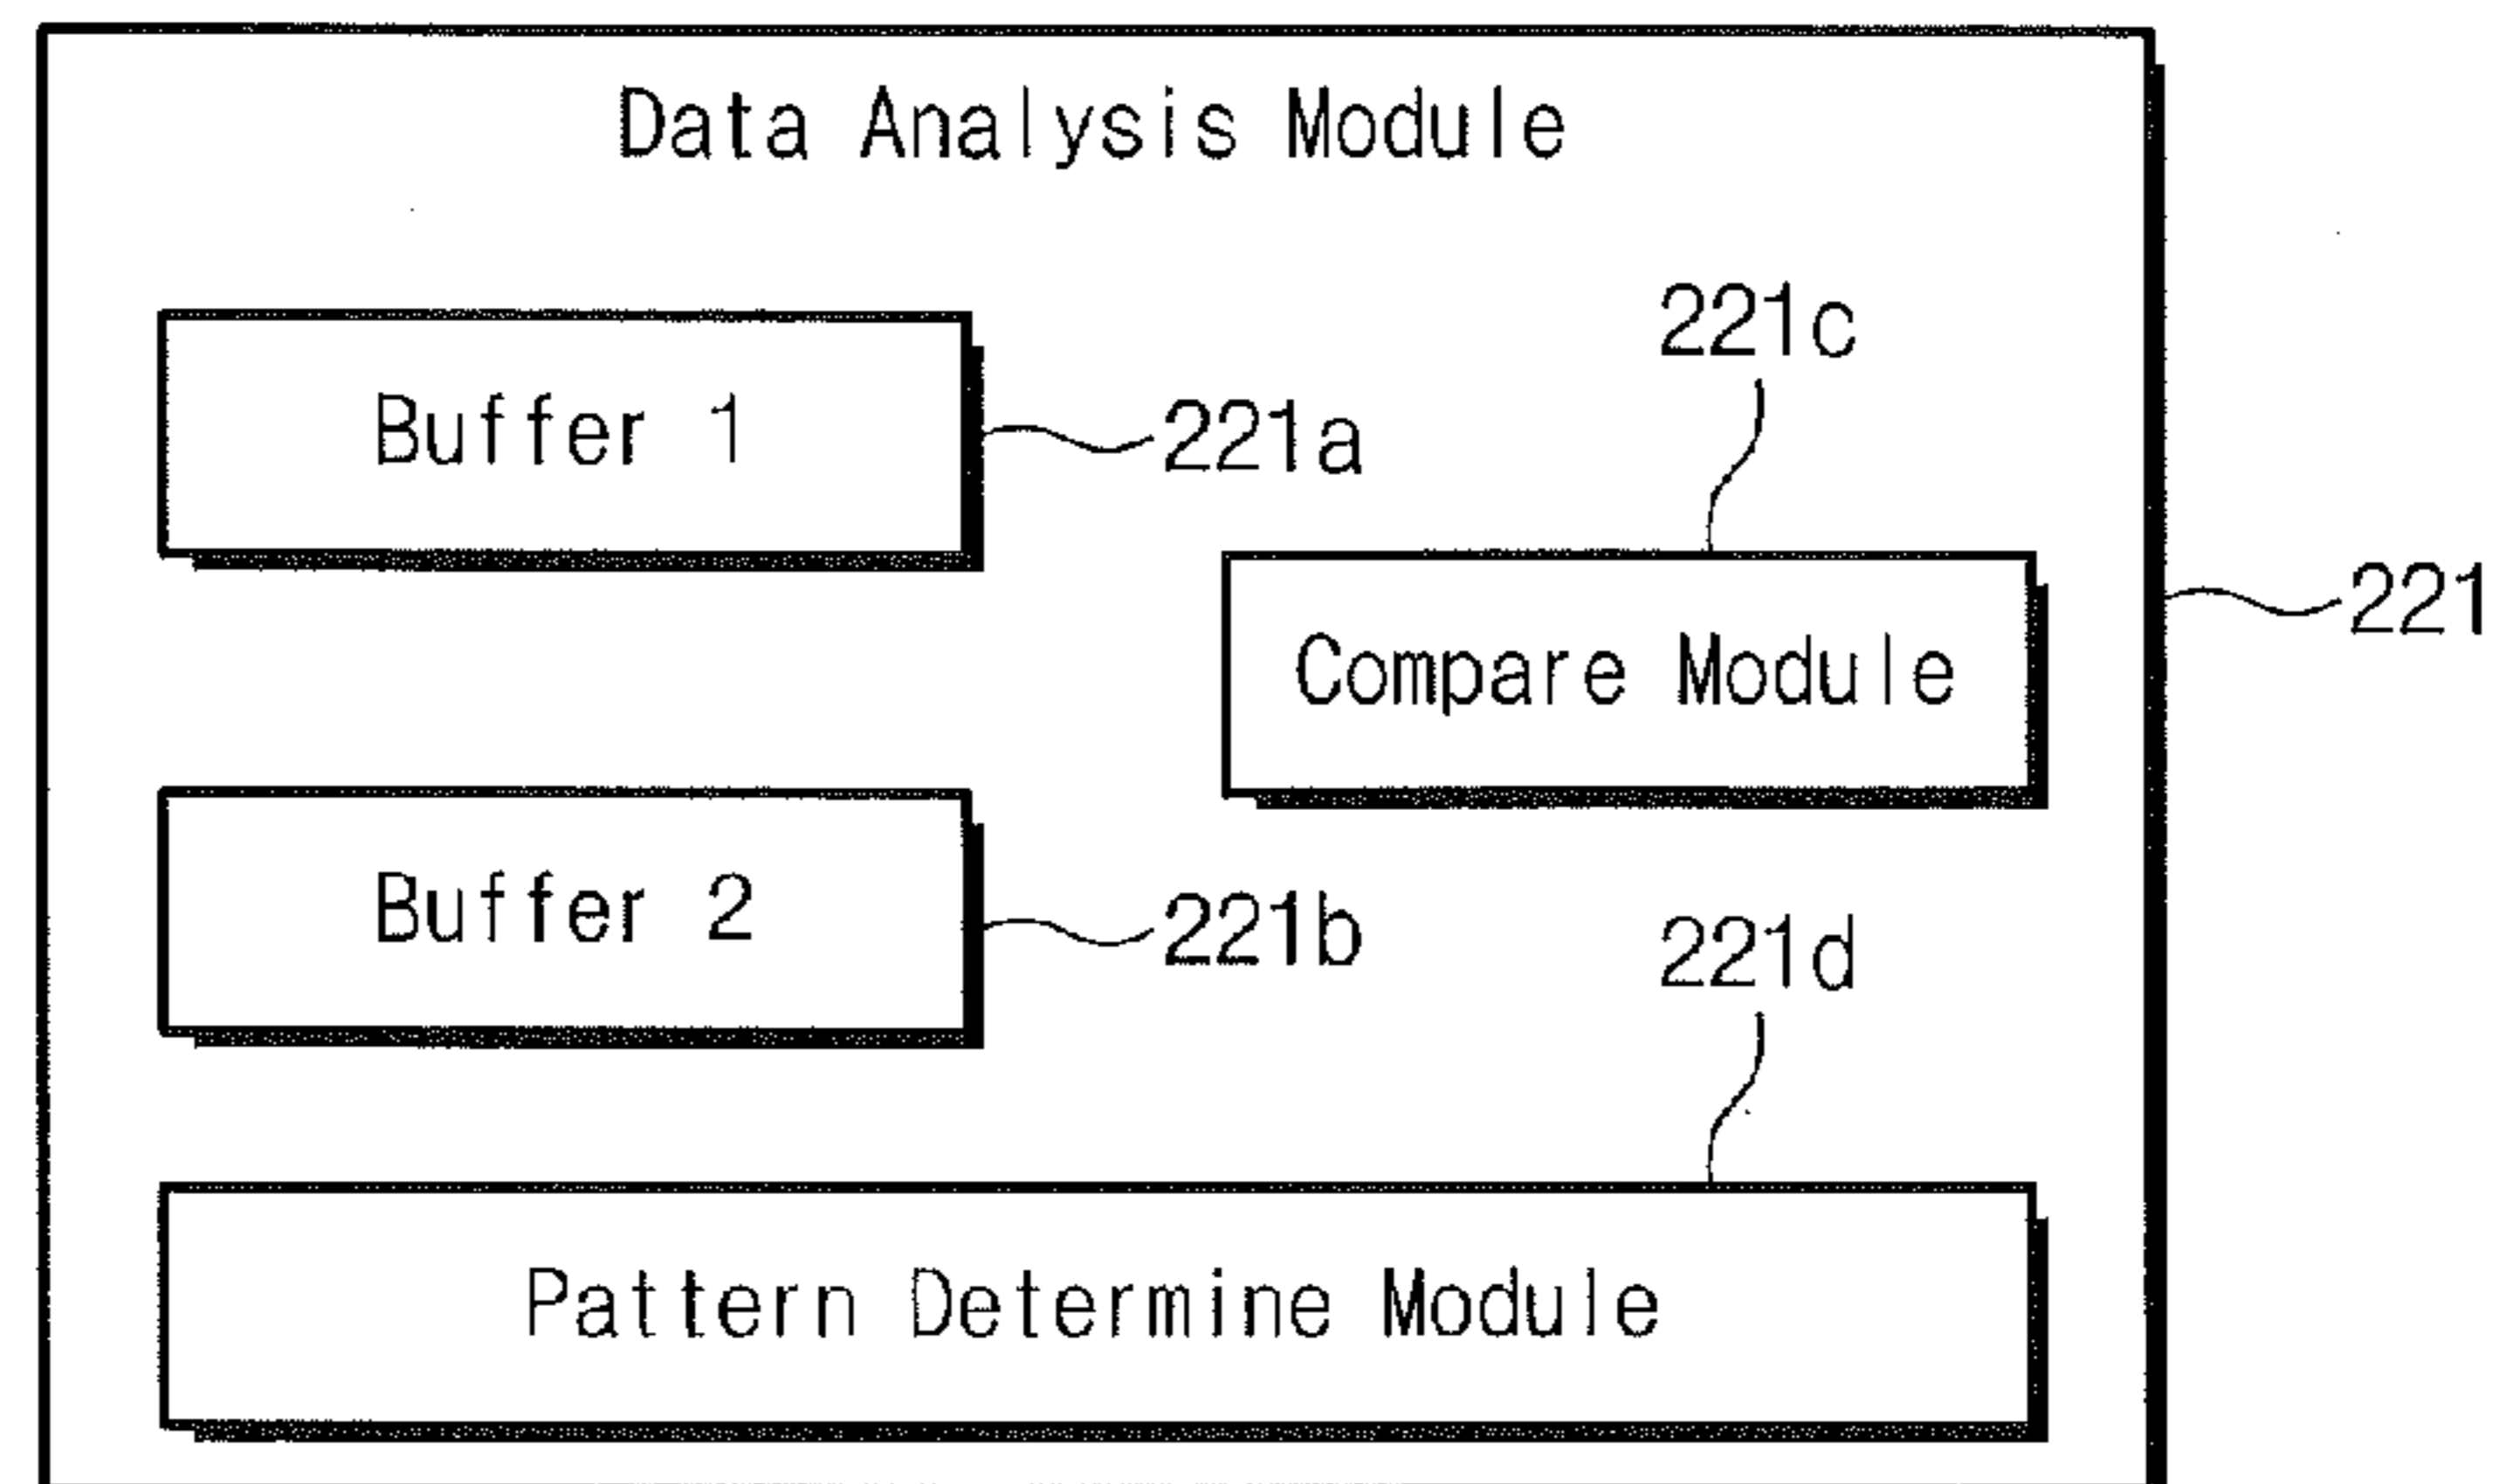 Data Analysis Module
221c
Buffer 1
221a
221
Compare Module
Buffer 2
221b
221d
Pattern Determine Module